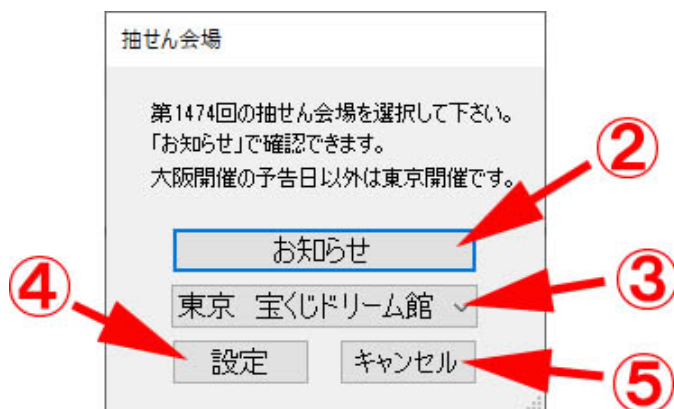 抽せん会場
第1474回の抽せん会場を選択して下さい。
「お知らせ」で確認できます。
大阪開催の予告日以外は東京開催です。
②
お知らせ
③
東京　宝くじドリーム館
④
設定
キャンセル
⑤